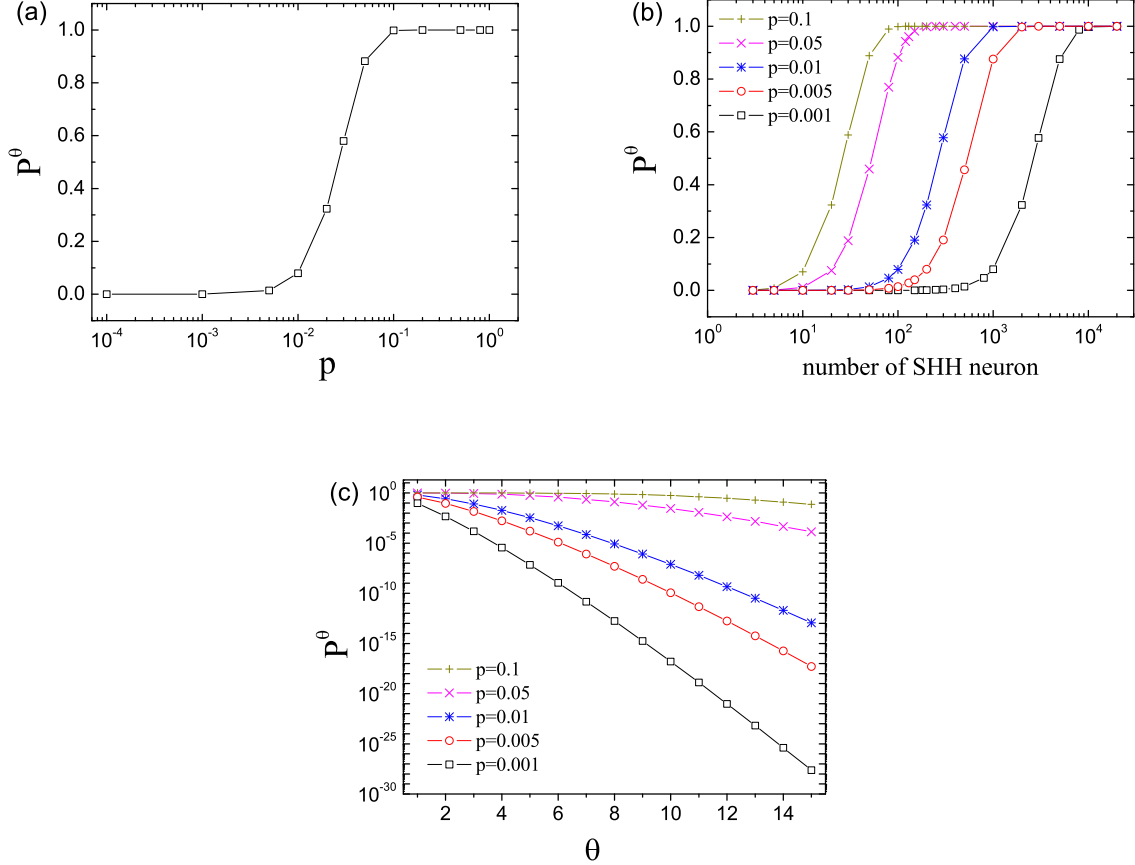 (a)
1.0
0.8
0.6
0.4
0.2
0.0
P^θ
10^-4
10^-3
10^-2
10^-1
10^0
p
(b)
p=0.1
p=0.05
p=0.01
p=0.005
p=0.001
1.0
0.8
0.6
0.4
0.2
0.0
P^θ
10^0
10^1
10^2
10^3
10^4
number of SHH neuron
(c)
10^0
10^-5
10^-10
10^-15
10^-20
10^-25
10^-30
P^θ
p=0.1
p=0.05
p=0.01
p=0.005
p=0.001
2
4
6
8
10
12
14
θ